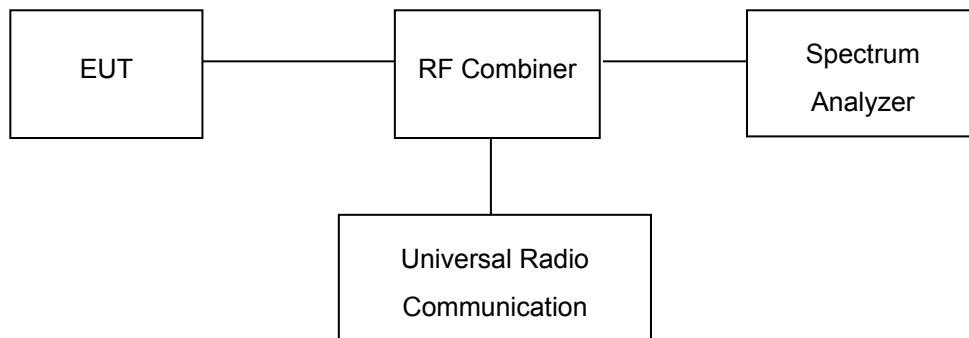 EUT
RF Combiner
Spectrum
Analyzer
Universal Radio
Communication